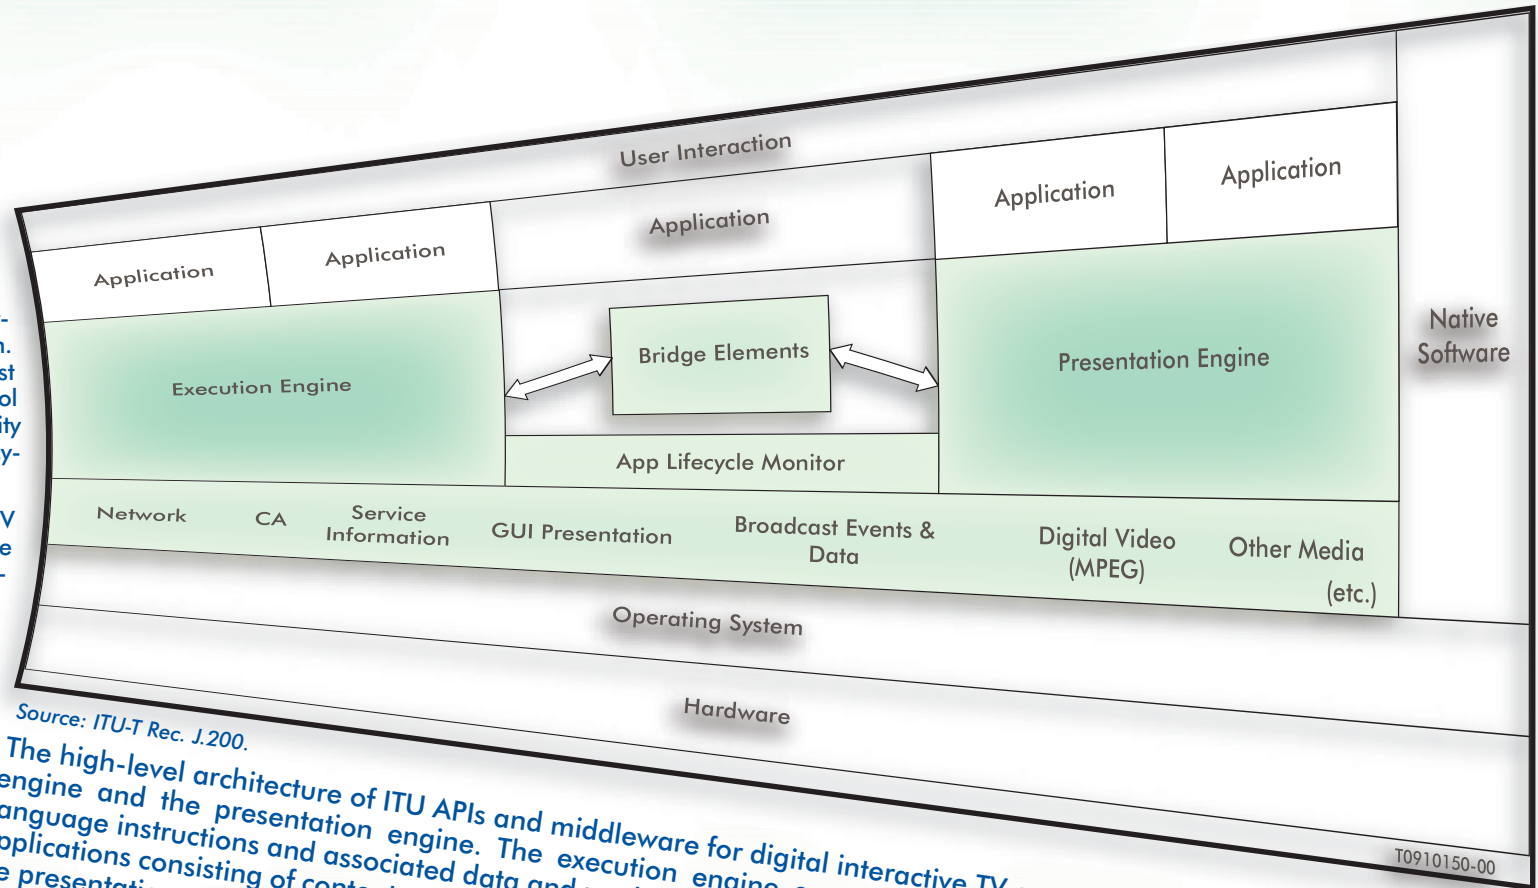 User Interaction
Application
Application
Application
Application
Application
Native
Software
Execution Engine
Bridge Elements
Presentation Engine
App Lifecycle Monitor
Network
CA
Service
Information
GUI Presentation
Broadcast Events &
Data
Digital Video
(MPEG)
Other Media
(etc.)
Operating System
Hardware
T0910150-00
Source: ITU-T Rec. J.200.
The high-level architecture of ITU APIs and middleware for digital interactive TV
engine and the presentation engine. The execution engine
instructions and associated data and
consisting of